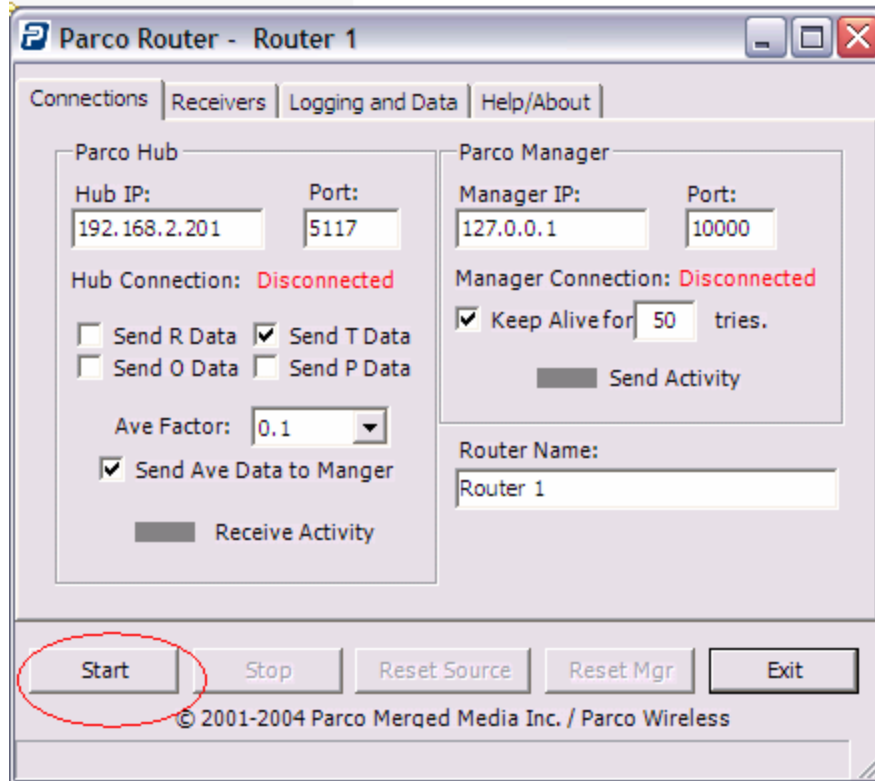 Parco Router - Router 1
Connections Receivers Logging and Data Help/About
Parco Hub
Hub IP: Port:
192.168.2.201 5117
Hub Connection: Disconnected
Send R Data Send T Data
Send O Data Send P Data
Ave Factor: 0.1
Send Ave Data to Manger
Receive Activity
Parco Manager
Manager IP: Port:
127.0.0.1 10000
Manager Connection: Disconnected
Keep Alive for 50 tries.
Send Activity
Router Name:
Router 1
Start Stop Reset Source Reset Mgr Exit
© 2001-2004 Parco Merged Media Inc. / Parco Wireless